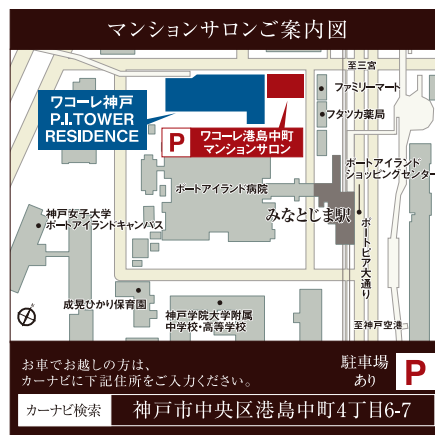 マンションサロンご案内図
至三宮
ファミリーマート
フタツカ薬局
ワコーレ神戸
P.I.TOWER
RESIDENCE
P
ワコーレ港島中町
マンションサロン
ポートアイランド
ショッピングセンター
ポートアイランド病院
みなとじま駅
ポートピア大通り
神戸女子大学
ポートアイランドキャンパス
成晃ひかり保育園
神戸学院大学附属
中学校・高等学校
至神戸空港
お車でお越しの方は、
カーナビに下記住所をご入力ください。
駐車場
あり
P
カーナビ検索
神戸市中央区港島中町4丁目6-7